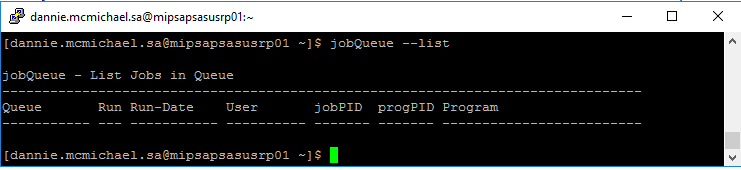 dannie.mcmichael.sa@mipsapsasusrp01:~
[dannie.mcmichael.sa@mipsapsasusrp01 ~]$ jobQueue --list
jobQueue - List Jobs in Queue
--------------------------------------------------------------------------------
Queue       Run Run-Date    User           jobPID  progPID Program
----------- --- ----------- ---------- ------- ------- -------------------------
[dannie.mcmichael.sa@mipsapsasusrp01 ~]$